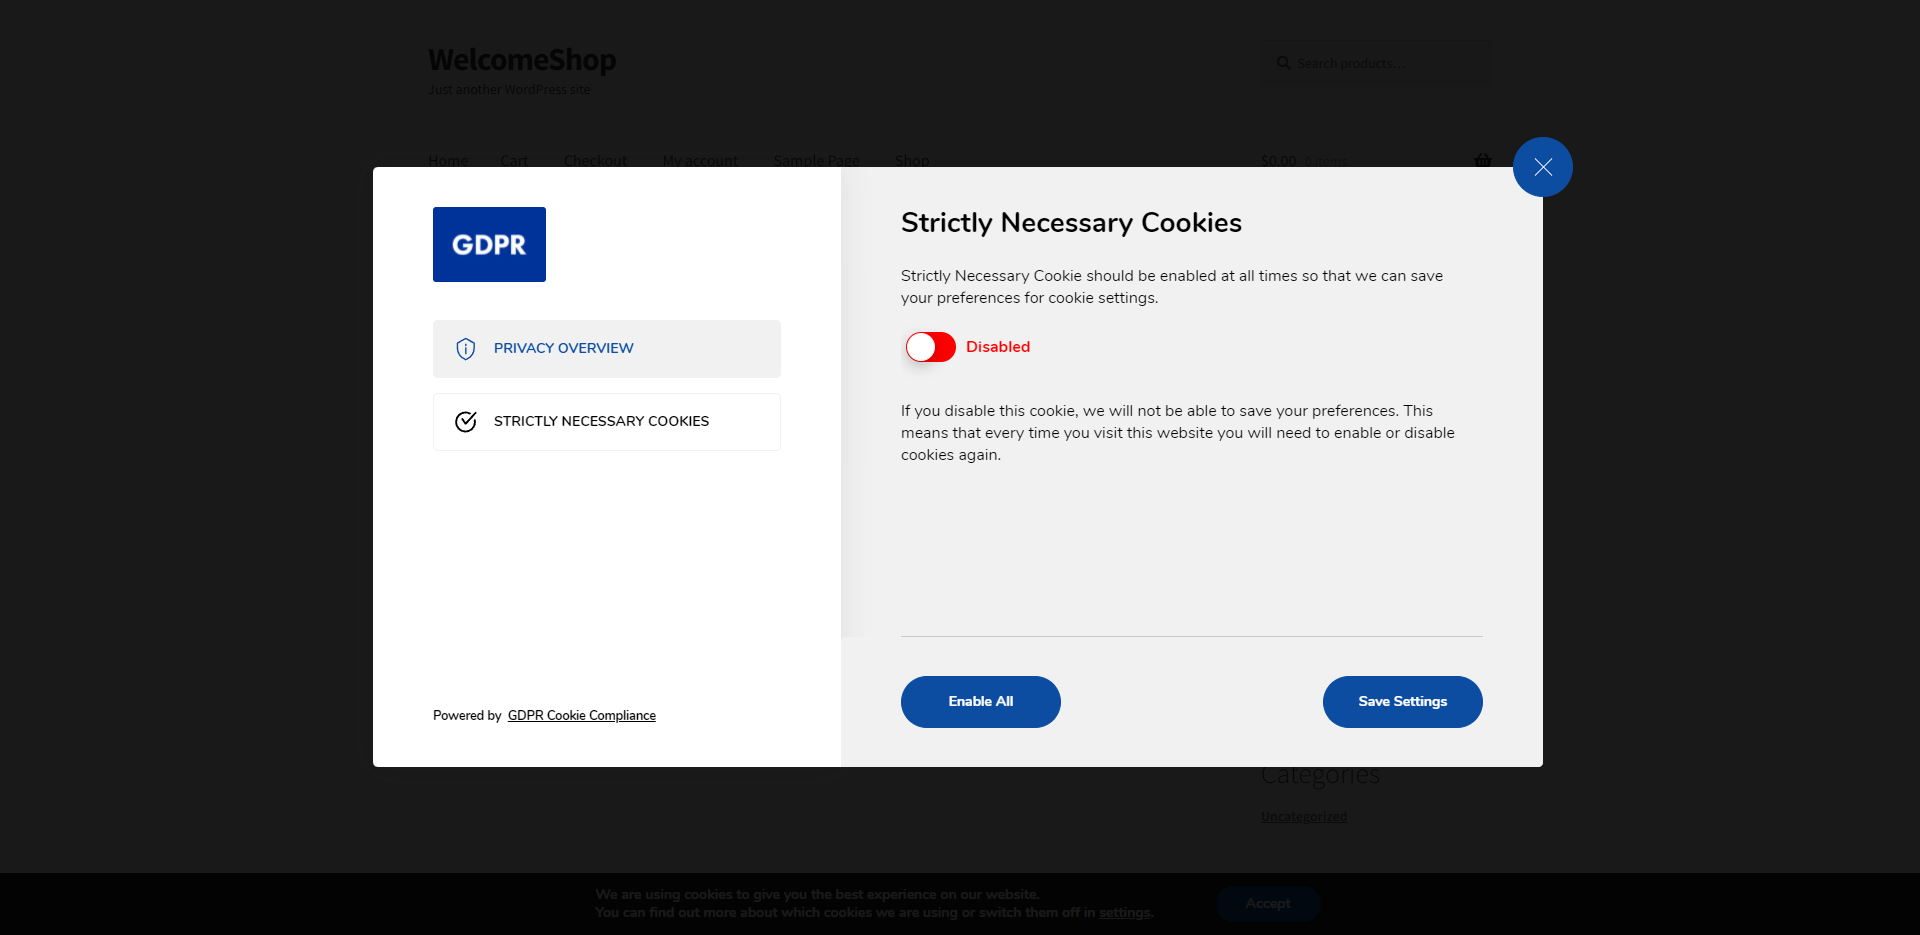 WelcomeShop
Just another WordPress site
Search products…
Home Cart Checkout My account Sample Page Shop
$0.00 0 items
GDPR
PRIVACY OVERVIEW
STRICTLY NECESSARY COOKIES
Powered by GDPR Cookie Compliance
Strictly Necessary Cookies
Strictly Necessary Cookie should be enabled at all times so that we can save
your preferences for cookie settings.
Disabled
If you disable this cookie, we will not be able to save your preferences. This
means that every time you visit this website you will need to enable or disable
cookies again.
Enable All
Save Settings
Categories
Uncategorized
We are using cookies to give you the best experience on our website.
You can find out more about which cookies we are using or switch them off in settings.
Accept